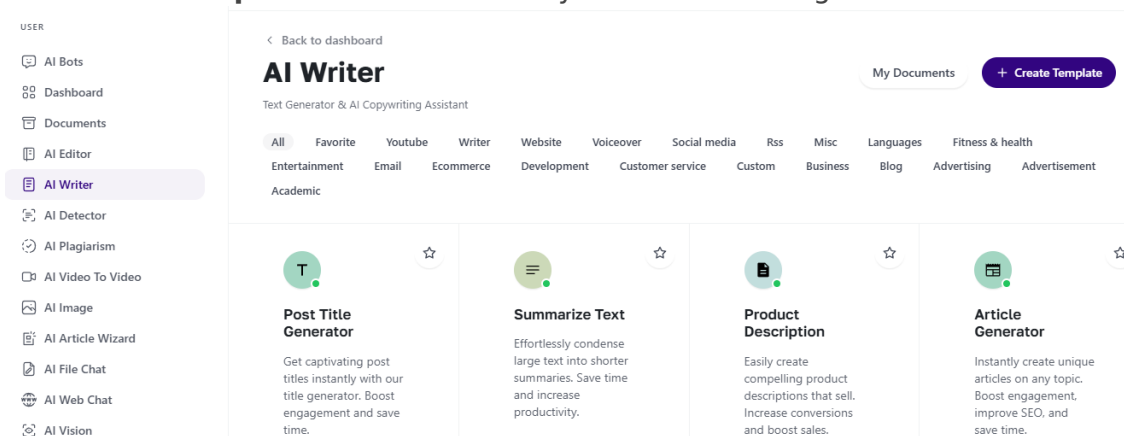 USER
AI Bots
Dashboard
Documents
AI Editor
AI Writer
AI Detector
AI Plagiarism
AI Video To Video
AI Image
AI Article Wizard
AI File Chat
AI Web Chat
AI Vision
Back to dashboard
AI Writer
Text Generator & AI Copywriting Assistant
My Documents
+ Create Template
All Favorite Youtube Writer Website Voiceover Social media Rss Misc Languages Fitness & health
Entertainment Email Ecommerce Development Customer service Custom Business Blog Advertising Advertisement
Academic
T
Post Title
Generator
Get captivating post
titles instantly with our
title generator. Boost
engagement and save
time.
Summarize Text
Effortlessly condense
large text into shorter
summaries. Save time
and increase
productivity.
Product
Description
Easily create
compelling product
descriptions that sell.
Increase conversions
and boost sales.
Article
Generator
Instantly create unique
articles on any topic.
Boost engagement,
improve SEO, and
save time.